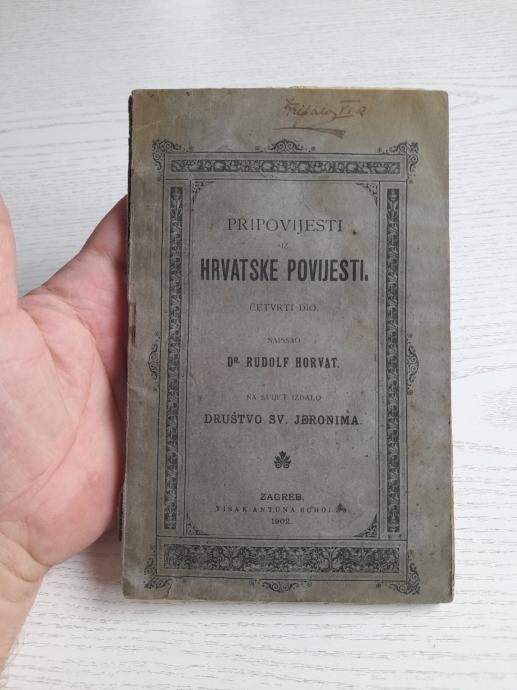 PRIPOVIJESTI
IZ
HRVATSKE POVIJESTI.
ČETVRTI DIO.
NAPISAO
DR. RUDOLF HORVAT.
NA SVIJET IZDALO
DRUŠTVO SV. JERONIMA.
ZAGREB.
TISAK ANTUNA SCHOLZA.
1902.